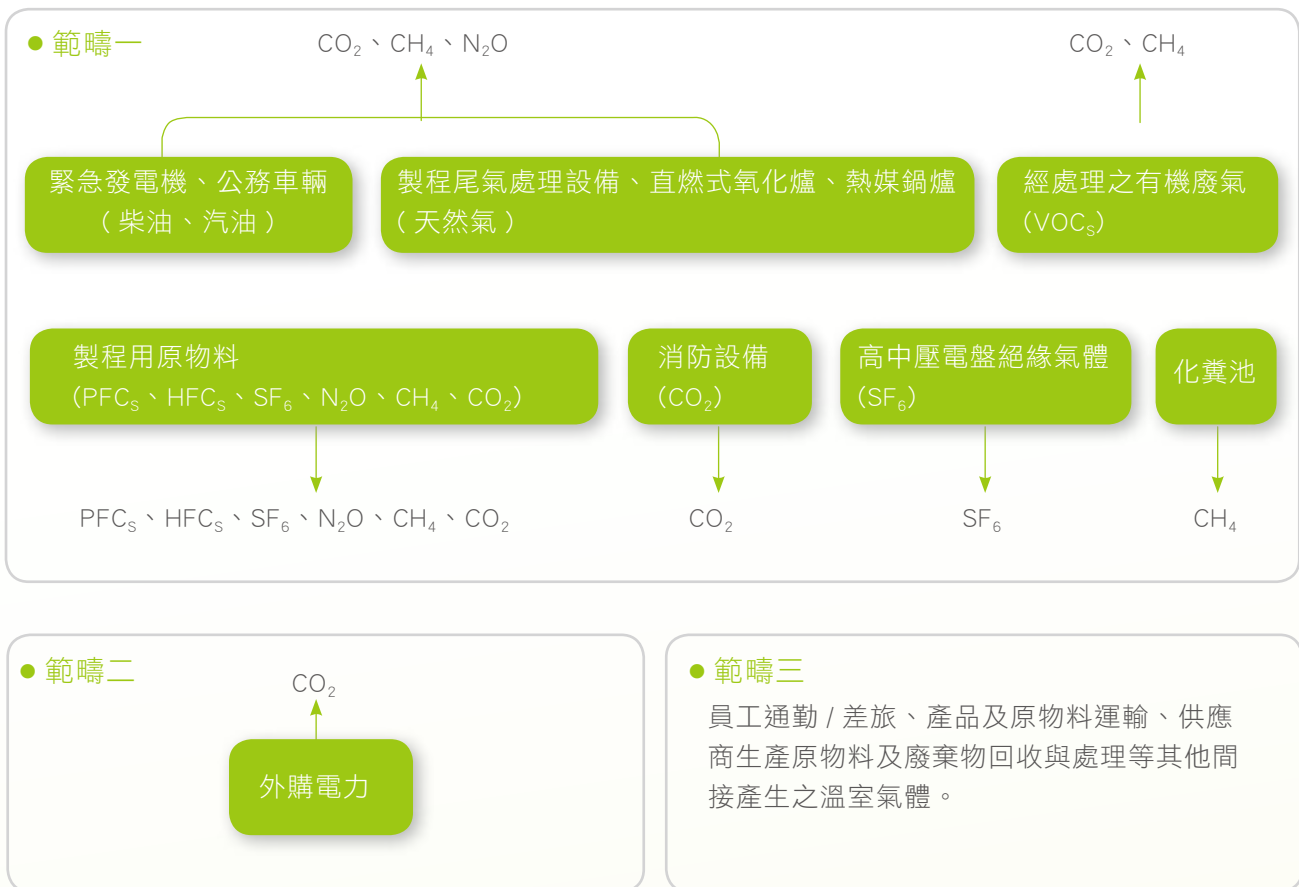 範疇一
CO₂、CH₄、N₂O
CO₂、CH₄
緊急發電機、公務車輛
（柴油、汽油）
製程尾氣處理設備、直燃式氧化爐、熱媒鍋爐
（天然氣）
經處理之有機廢氣
(VOCₛ)
製程用原物料
(PFCₛ、HFCₛ、SF₆、N₂O、CH₄、CO₂)
消防設備
(CO₂)
高中壓電盤絕緣氣體
(SF₆)
化糞池
PFCₛ、HFCₛ、SF₆、N₂O、CH₄、CO₂
CO₂
SF₆
CH₄
範疇二
CO₂
外購電力
範疇三
員工通勤 / 差旅、產品及原物料運輸、供應
商生產原物料及廢棄物回收與處理等其他間
接產生之溫室氣體。